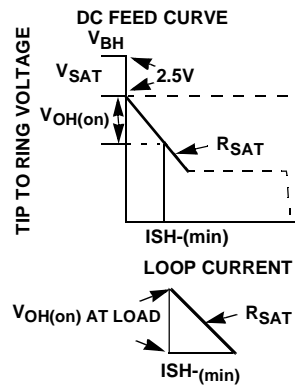 DC FEED CURVE
VBH
VSAT
2.5V
VOH(on)
RSAT
TIP TO RING VOLTAGE
ISH-(min)
LOOP CURRENT
VOH(on) AT LOAD
RSAT
ISH-(min)